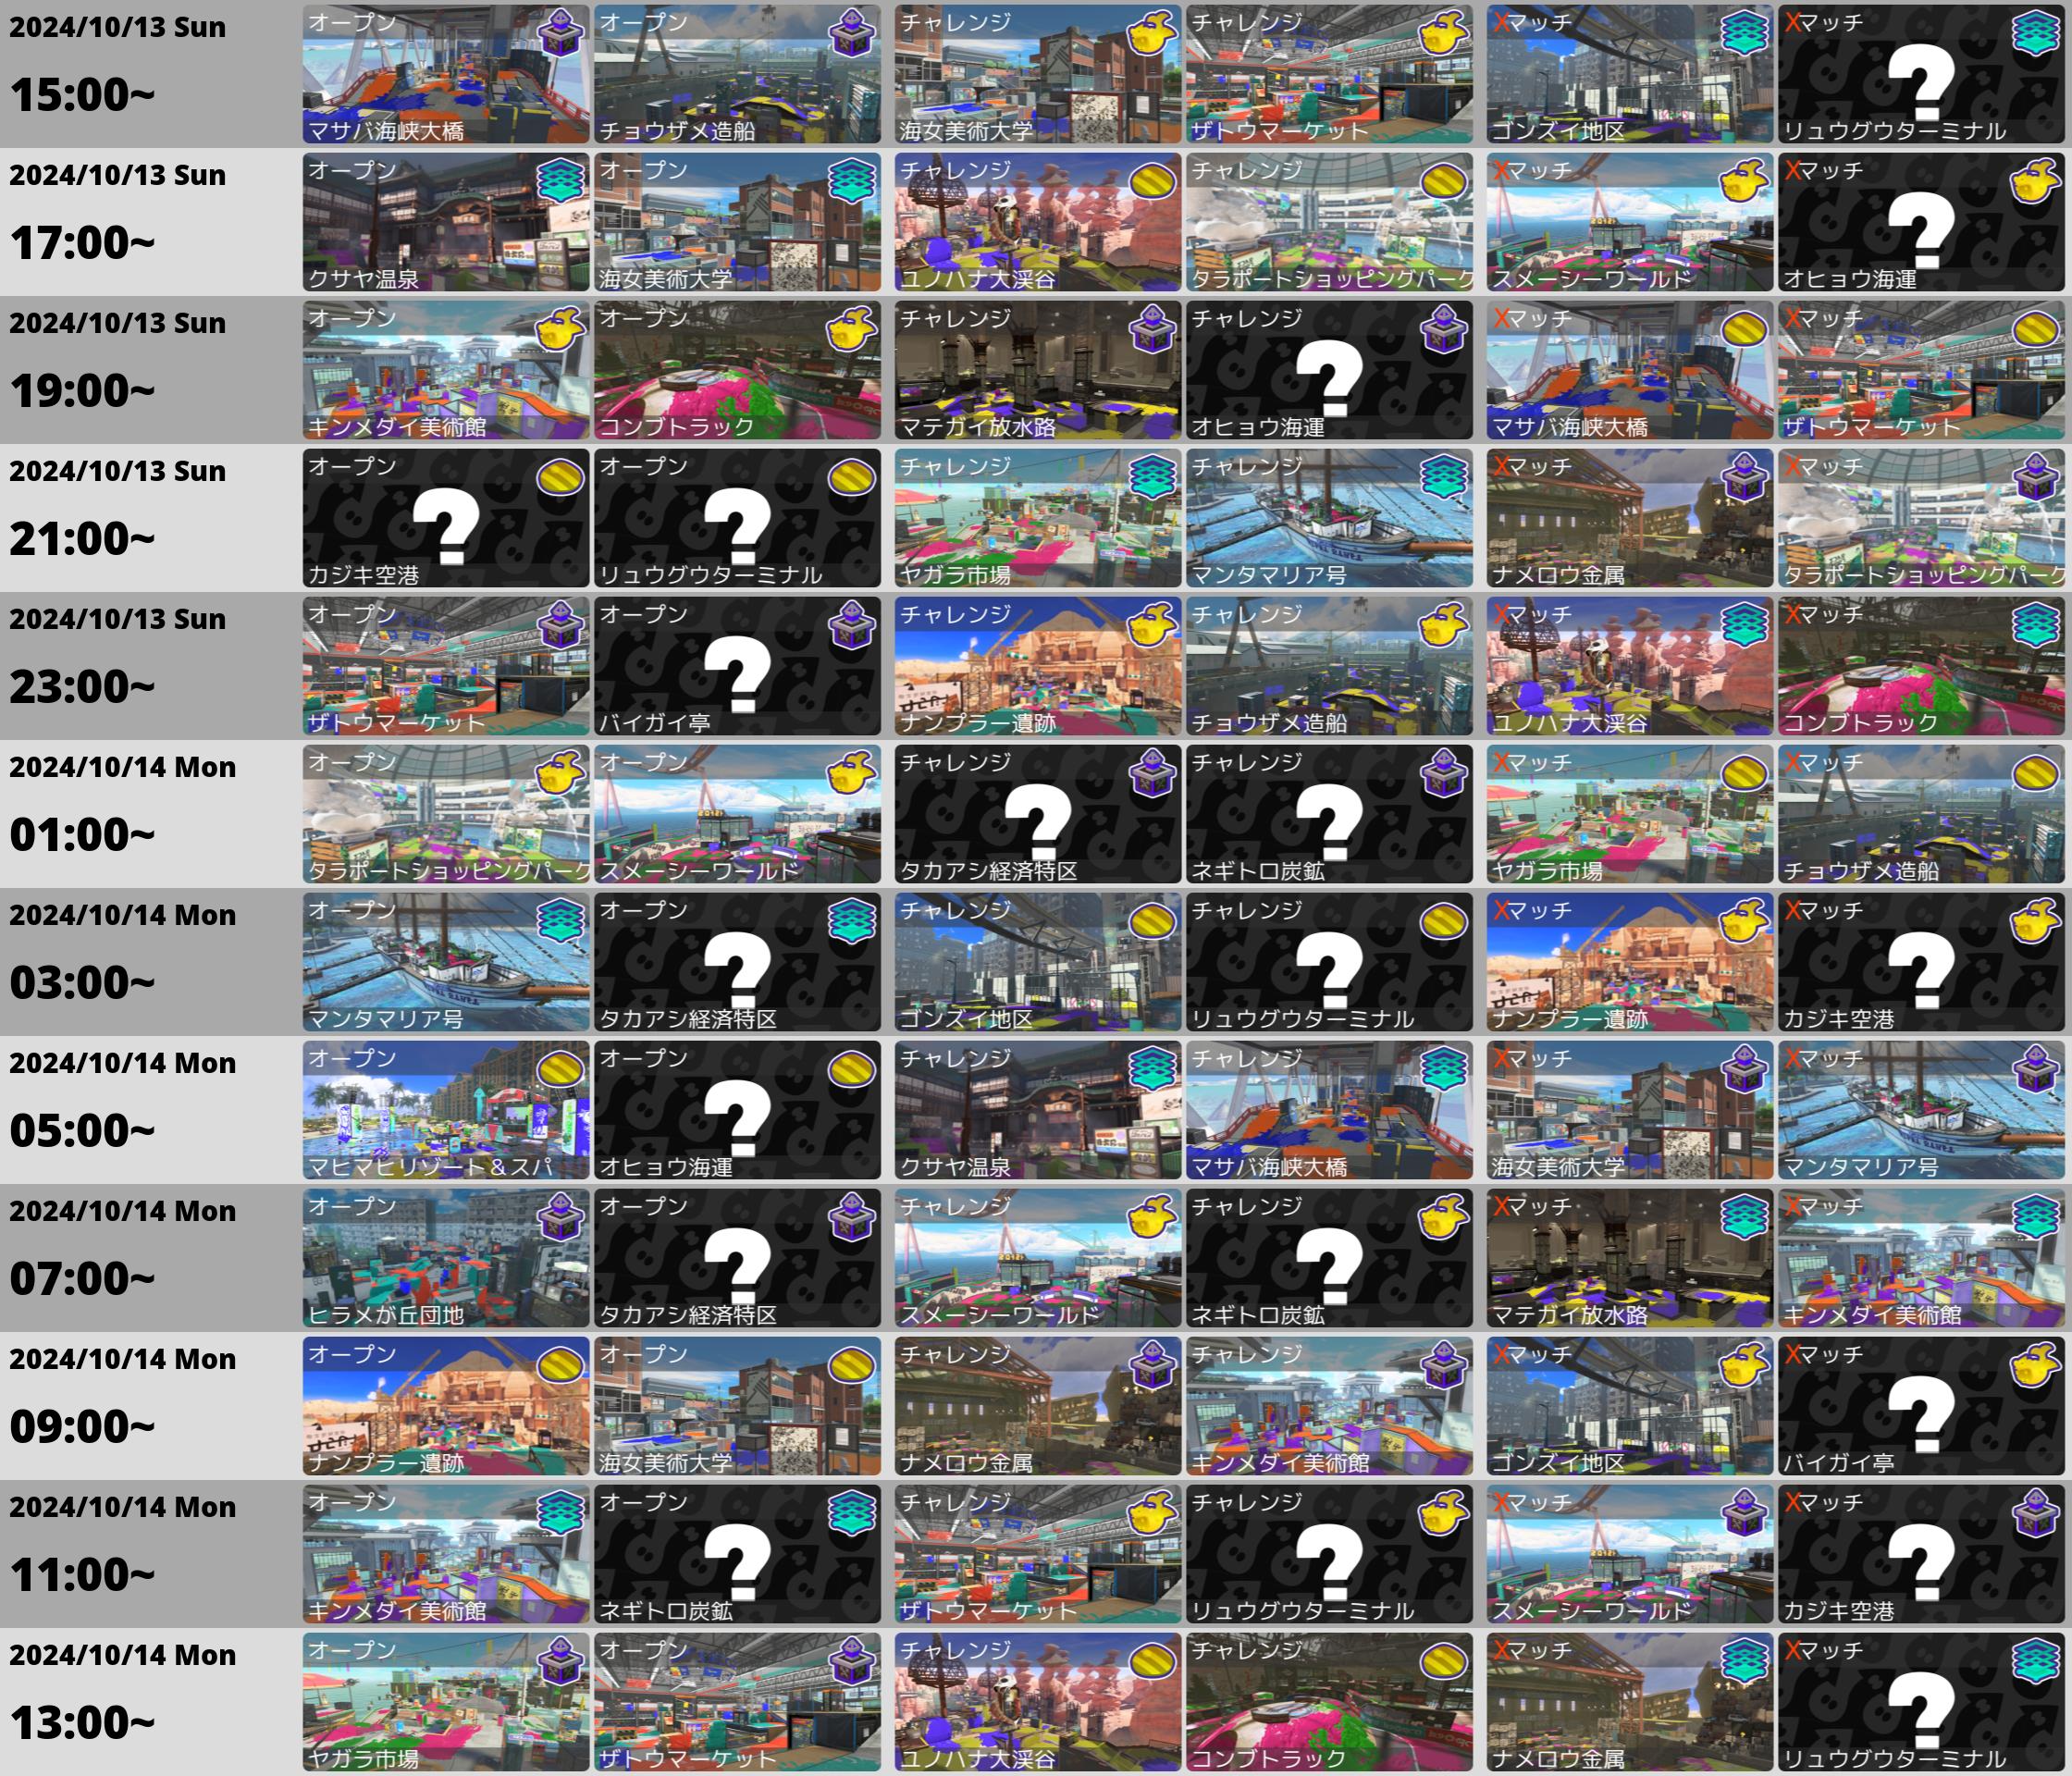 2024/10/13 Sun
15:00~
オープン
マサバ海峡大橋
オープン
チョウザメ造船
チャレンジ
海女美術大学
チャレンジ
ザトウマーケット
Xマッチ
ゴンズイ地区
Xマッチ
?
リュウグウターミナル
2024/10/13 Sun
17:00~
オープン
クサヤ温泉
オープン
海女美術大学
チャレンジ
ユノハナ大渓谷
チャレンジ
タラポートショッピングパーク
Xマッチ
スメーシーワールド
Xマッチ
?
オヒョウ海運
2024/10/13 Sun
19:00~
オープン
キンメダイ美術館
オープン
コンブトラック
チャレンジ
マテガイ放水路
チャレンジ
?
オヒョウ海運
Xマッチ
マサバ海峡大橋
Xマッチ
ザトウマーケット
2024/10/13 Sun
21:00~
オープン
?
カジキ空港
オープン
?
リュウグウターミナル
チャレンジ
ヤガラ市場
チャレンジ
マンタマリア号
Xマッチ
ナメロウ金属
Xマッチ
タラポートショッピングパーク
2024/10/13 Sun
23:00~
オープン
ザトウマーケット
オープン
?
バイガイ亭
チャレンジ
ナンプラー遺跡
チャレンジ
チョウザメ造船
Xマッチ
ユノハナ大渓谷
Xマッチ
コンブトラック
2024/10/14 Mon
01:00~
オープン
タラポートショッピングパーク
オープン
スメーシーワールド
チャレンジ
?
タカアシ経済特区
チャレンジ
?
ネギトロ炭鉱
Xマッチ
ヤガラ市場
Xマッチ
チョウザメ造船
2024/10/14 Mon
03:00~
オープン
マンタマリア号
オープン
?
タカアシ経済特区
チャレンジ
ゴンズイ地区
チャレンジ
?
リュウグウターミナル
Xマッチ
ナンプラー遺跡
Xマッチ
?
カジキ空港
2024/10/14 Mon
05:00~
オープン
マヒマヒリゾート＆スパ
オープン
?
オヒョウ海運
チャレンジ
クサヤ温泉
チャレンジ
マサバ海峡大橋
Xマッチ
海女美術大学
Xマッチ
マンタマリア号
2024/10/14 Mon
07:00~
オープン
ヒラメが丘団地
オープン
?
タカアシ経済特区
チャレンジ
スメーシーワールド
チャレンジ
?
ネギトロ炭鉱
Xマッチ
マテガイ放水路
Xマッチ
キンメダイ美術館
2024/10/14 Mon
09:00~
オープン
ナンプラー遺跡
オープン
海女美術大学
チャレンジ
ナメロウ金属
チャレンジ
キンメダイ美術館
Xマッチ
ゴンズイ地区
Xマッチ
?
バイガイ亭
2024/10/14 Mon
11:00~
オープン
キンメダイ美術館
オープン
?
ネギトロ炭鉱
チャレンジ
ザトウマーケット
チャレンジ
?
リュウグウターミナル
Xマッチ
スメーシーワールド
Xマッチ
?
カジキ空港
2024/10/14 Mon
13:00~
オープン
ヤガラ市場
オープン
ザトウマーケット
チャレンジ
ユノハナ大渓谷
チャレンジ
コンブトラック
Xマッチ
ナメロウ金属
Xマッチ
?
リュウグウターミナル